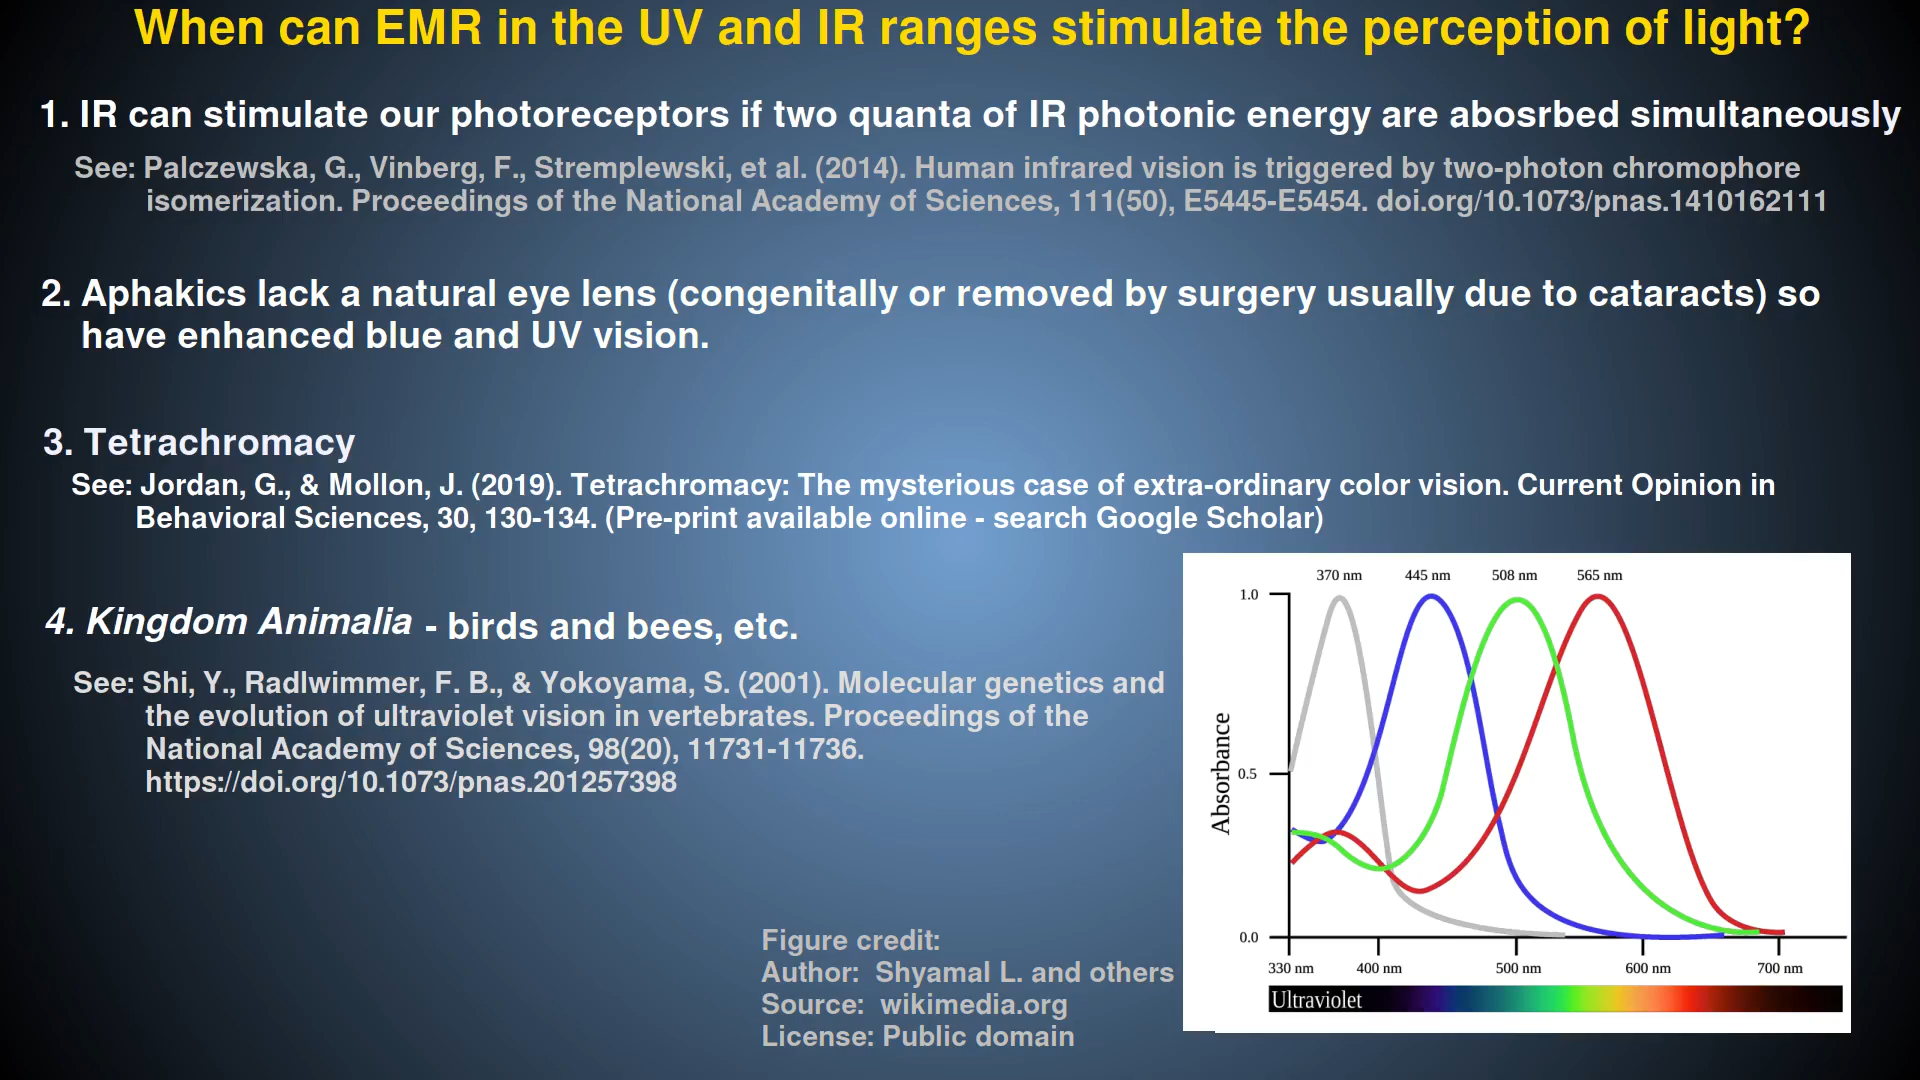 When can EMR in the UV and IR ranges stimulate the perception of light?
1. IR can stimulate our photoreceptors if two quanta of IR photonic energy are abosrbed simultaneously
See: Palczewska, G., Vinberg, F., Stremplewski, et al. (2014). Human infrared vision is triggered by two-photon chromophore
isomerization. Proceedings of the National Academy of Sciences, 111(50), E5445-E5454. doi.org/10.1073/pnas.1410162111
2. Aphakics lack a natural eye lens (congenitally or removed by surgery usually due to cataracts) so
have enhanced blue and UV vision.
3. Tetrachromacy
See: Jordan, G., & Mollon, J. (2019). Tetrachromacy: The mysterious case of extra-ordinary color vision. Current Opinion in
Behavioral Sciences, 30, 130-134. (Pre-print available online - search Google Scholar)
4. Kingdom Animalia - birds and bees, etc.
See: Shi, Y., Radlwimmer, F. B., & Yokoyama, S. (2001). Molecular genetics and
the evolution of ultraviolet vision in vertebrates. Proceedings of the
National Academy of Sciences, 98(20), 11731-11736.
https://doi.org/10.1073/pnas.201257398
Figure credit:
Author: Shyamal L. and others
Source: wikimedia.org
License: Public domain
370 nm 445 nm 508 nm 565 nm
1.0
0.5
0.0
Absorbance
330 nm 400 nm 500 nm 600 nm 700 nm
Ultraviolet